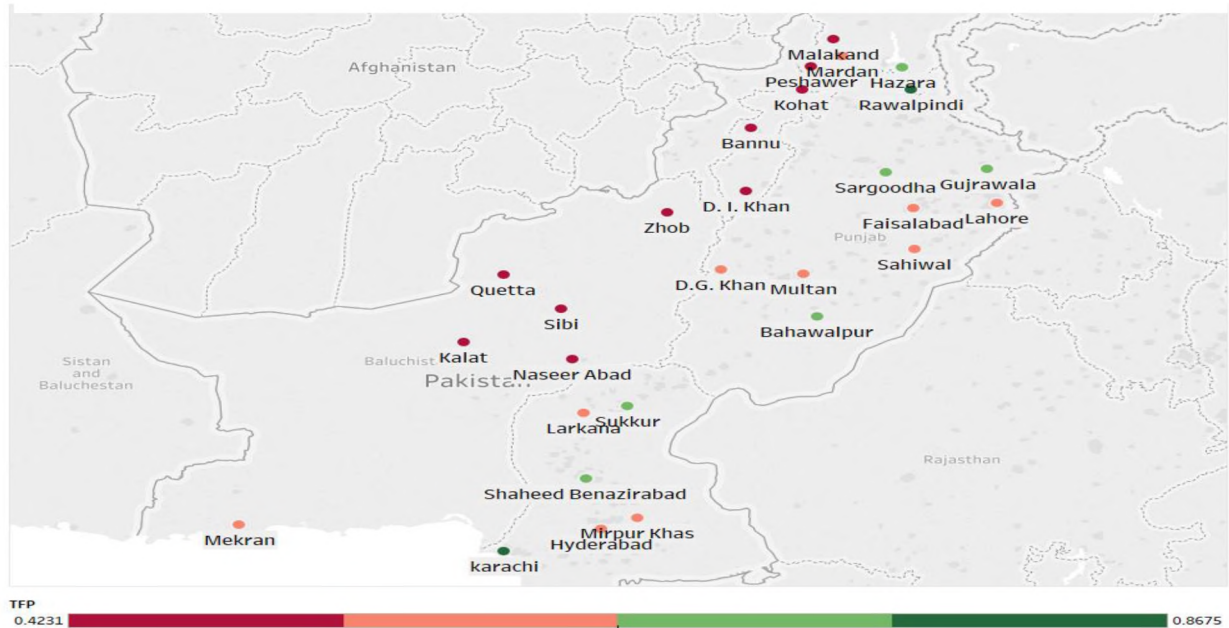 Malakand
Afghanistan
Mardan
Peshawer
Hazara
Kohat
Rawalpindi
Bannu
Sargoodha
Gujrawala
D. I. Khan
Faisalabad
Lahore
Zhob
Punjab
Sahiwal
D.G. Khan
Multan
Quetta
Sibi
Bahawalpur
Kalat
Baluchist
Sistan
and
Baluchestan
Naseer Abad
Pakistan
Larkana
Sukkur
Rajasthan
Shaheed Benazirabad
Mekran
Mirpur Khas
Hyderabad
karachi
TFP
0.4231 0.8675